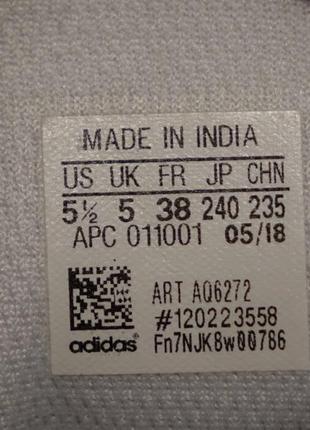 MADE IN INDIA
US UK FR JP CHN
5½ 5 38 240 235
APC 011001 05/18
ART AQ6272
#120223558
adidas® Fn7NJK8w00786